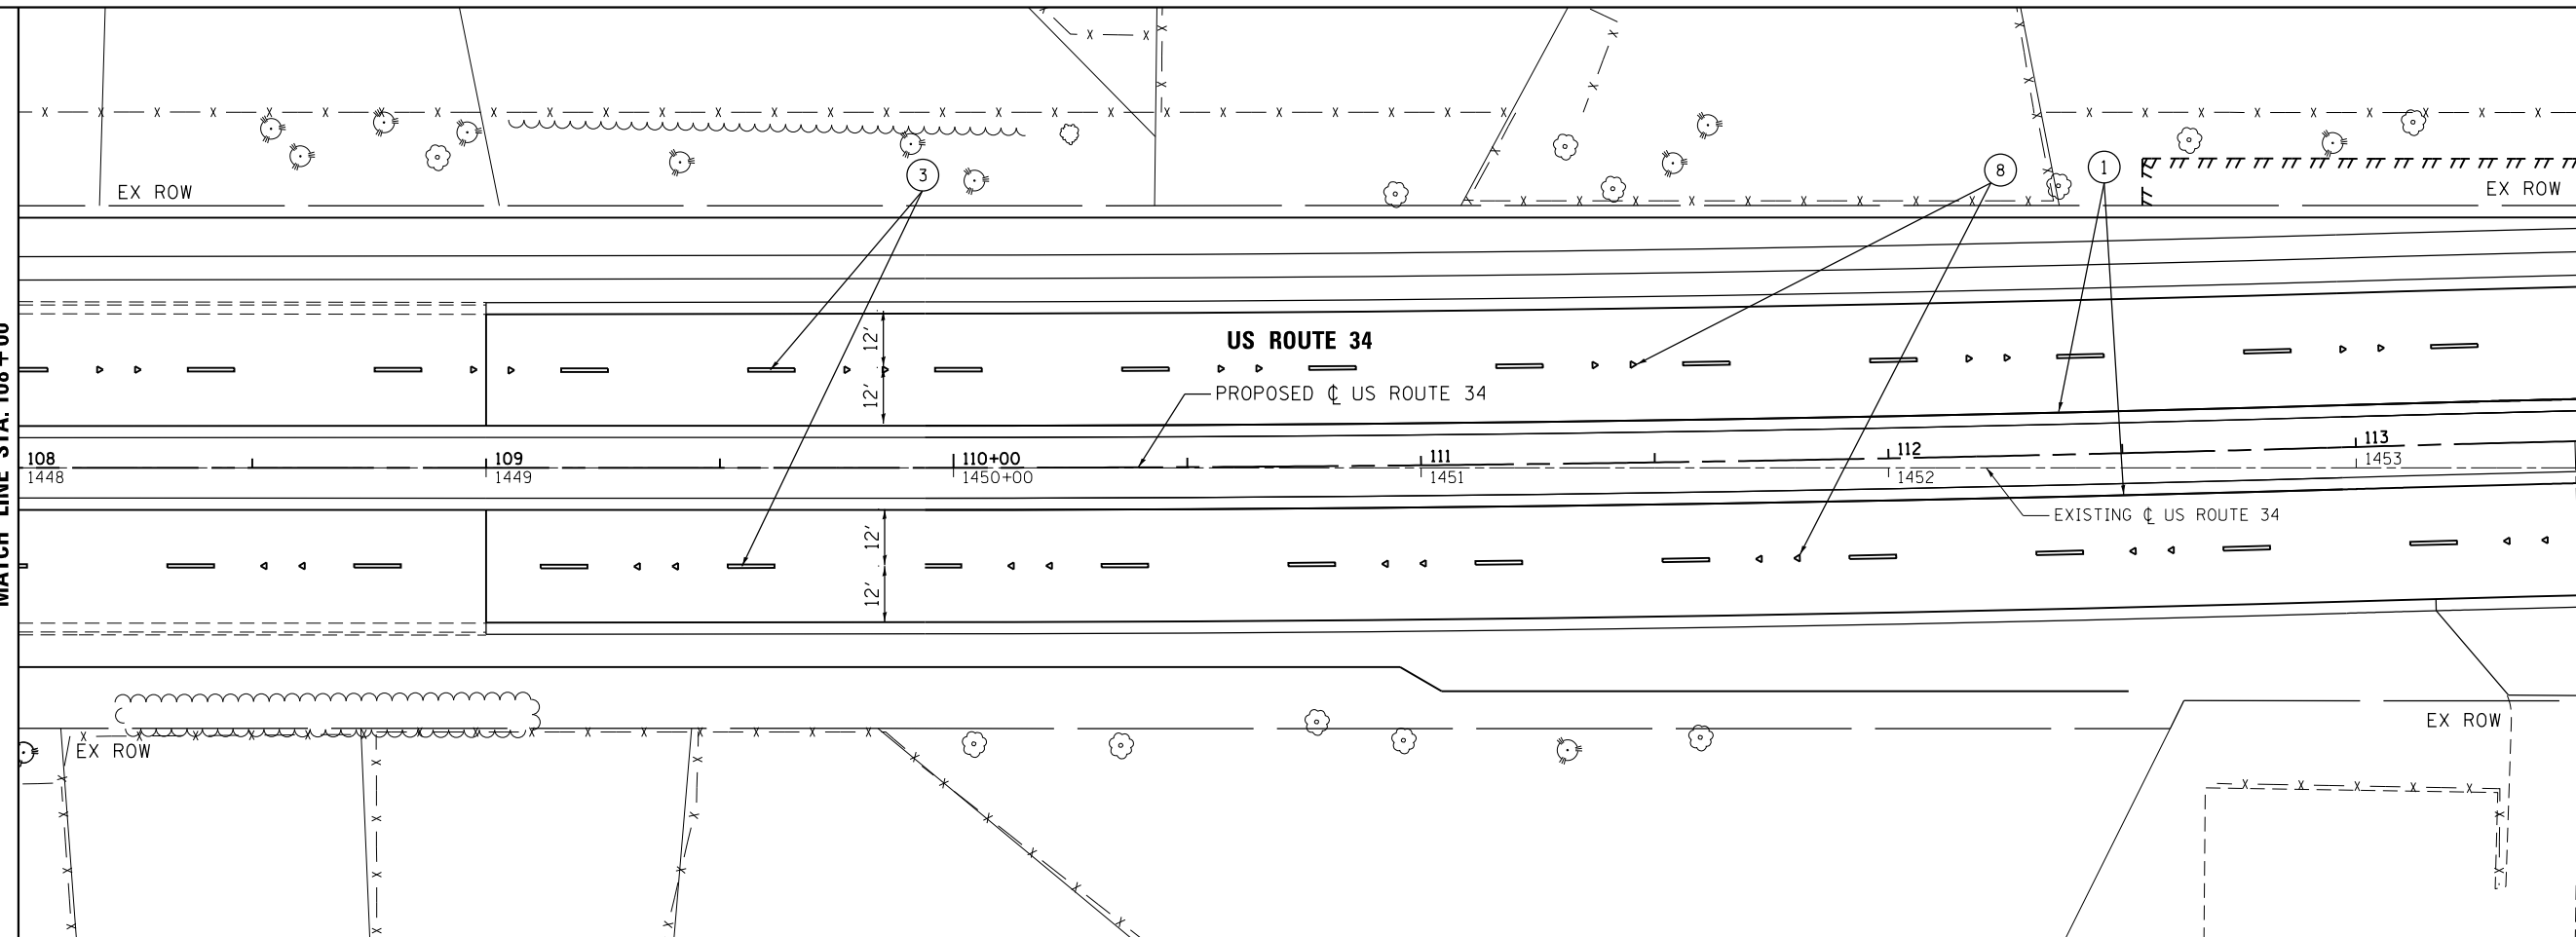 EX ROW
3
8
1
EX ROW
12'
12'
US ROUTE 34
PROPOSED ℄ US ROUTE 34
MATCH LINE STA. 108+00
108
1448
109
1449
110+00
1450+00
111
1451
112
1452
113
1453
EXISTING ℄ US ROUTE 34
12'
12'
EX ROW
EX ROW